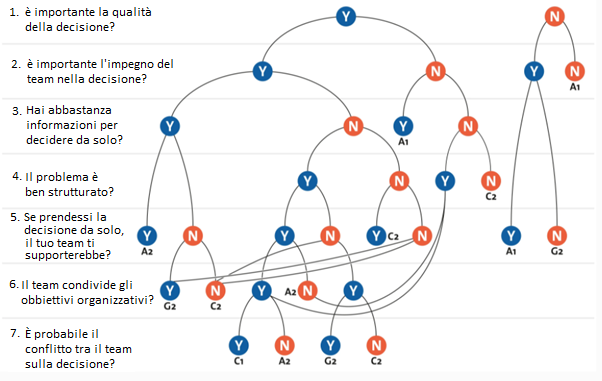 1. è importante la qualità
della decisione?
Y N
2. è importante l'impegno del
team nella decisione?
Y N Y N
A1
3. Hai abbastanza
informazioni per
decidere da solo?
Y N Y N
A1
4. Il problema è
ben strutturato?
Y N Y N
C2
5. Se prendessi la
decisione da solo,
il tuo team ti
supporterebbe?
Y N Y N Y C2 N Y N
A2 A1 G2
6. Il team condivide gli
obbiettivi organizzativi?
Y N Y A2 N Y
G2 C2
7. È probabile il
conflitto tra il team
sulla decisione?
Y N Y N
C1 A2 G2 C2